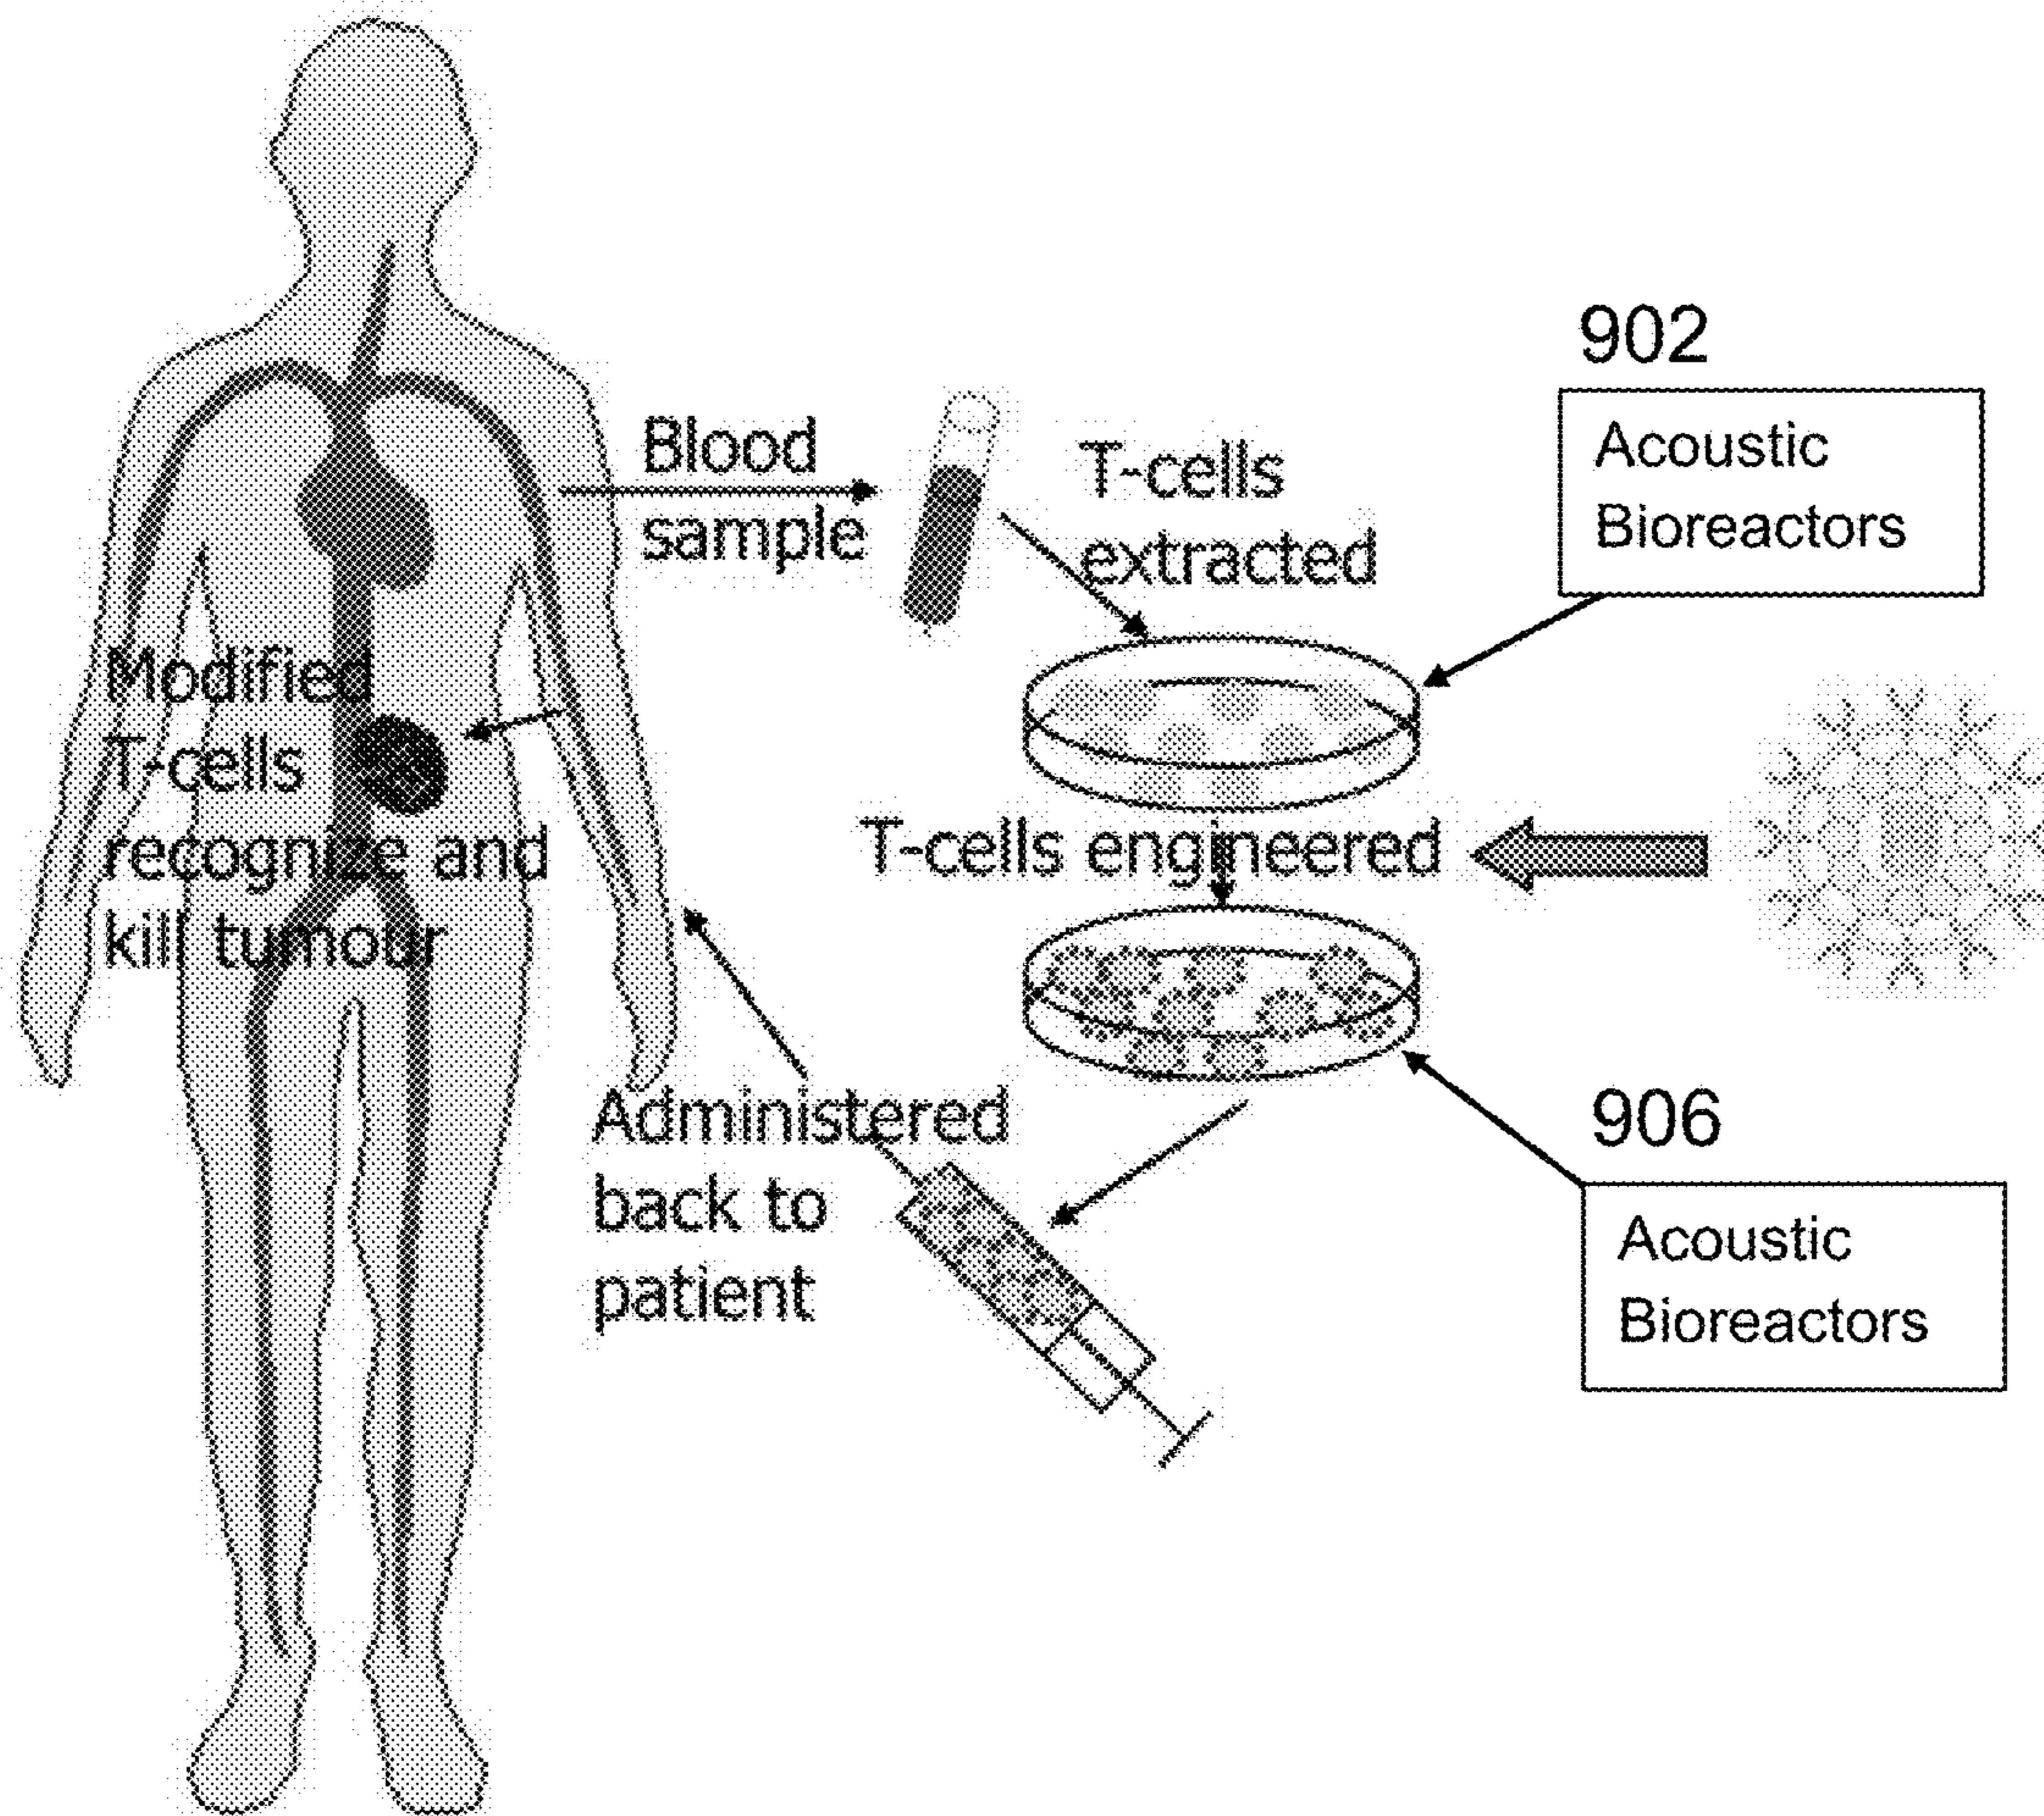 Blood
sample
T-cells
extracted
902
Acoustic
Bioreactors
Modified
T-cells
recognize and
kill tumour
T-cells engineered
Administered
back to
patient
906
Acoustic
Bioreactors